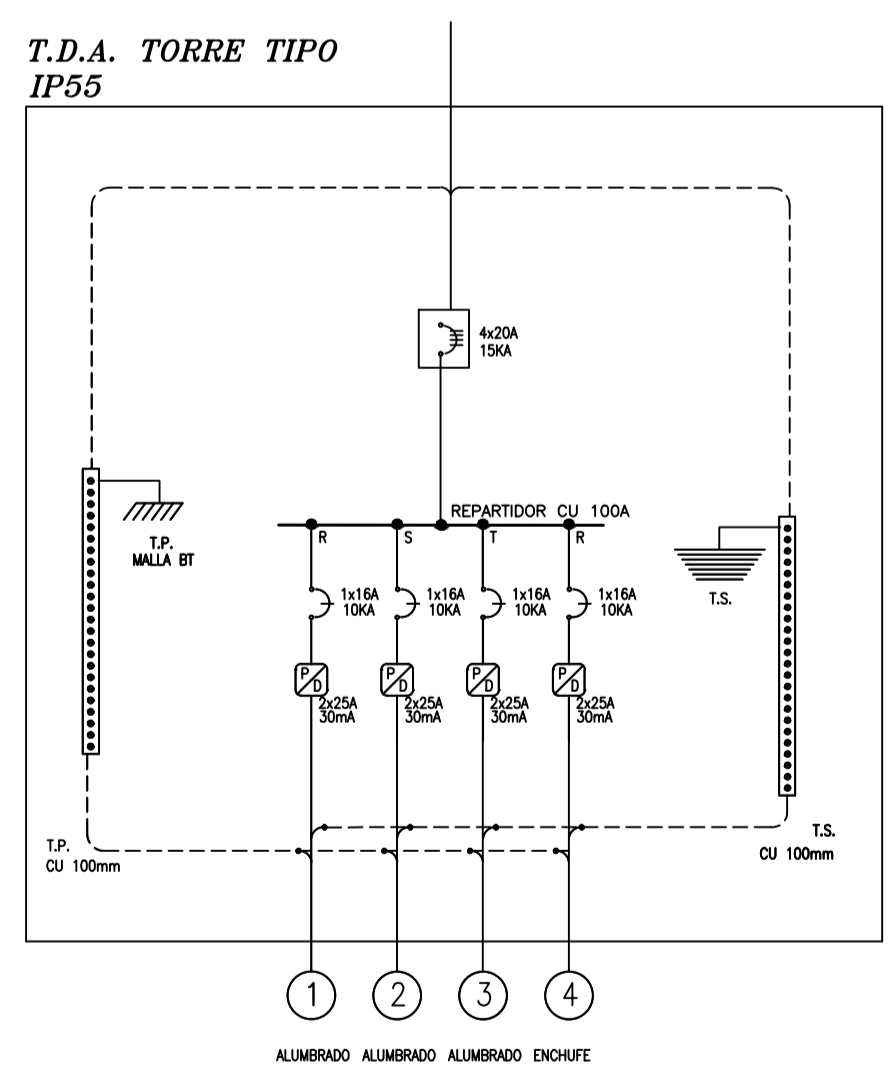 T.D.A. TORRE TIPO
IP55
4x20A
15KA
REPARTIDOR CU 100A
R
S
T
R
T.P.
MALLA BT
T.S.
1x16A
10KA
1x16A
10KA
1x16A
10KA
1x16A
10KA
P
D
P
D
P
D
P
D
2x25A
30mA
2x25A
30mA
2x25A
30mA
2x25A
30mA
T.P.
CU 100mm
T.S.
CU 100mm
1
2
3
4
ALUMBRADO ALUMBRADO ALUMBRADO ENCHUFE